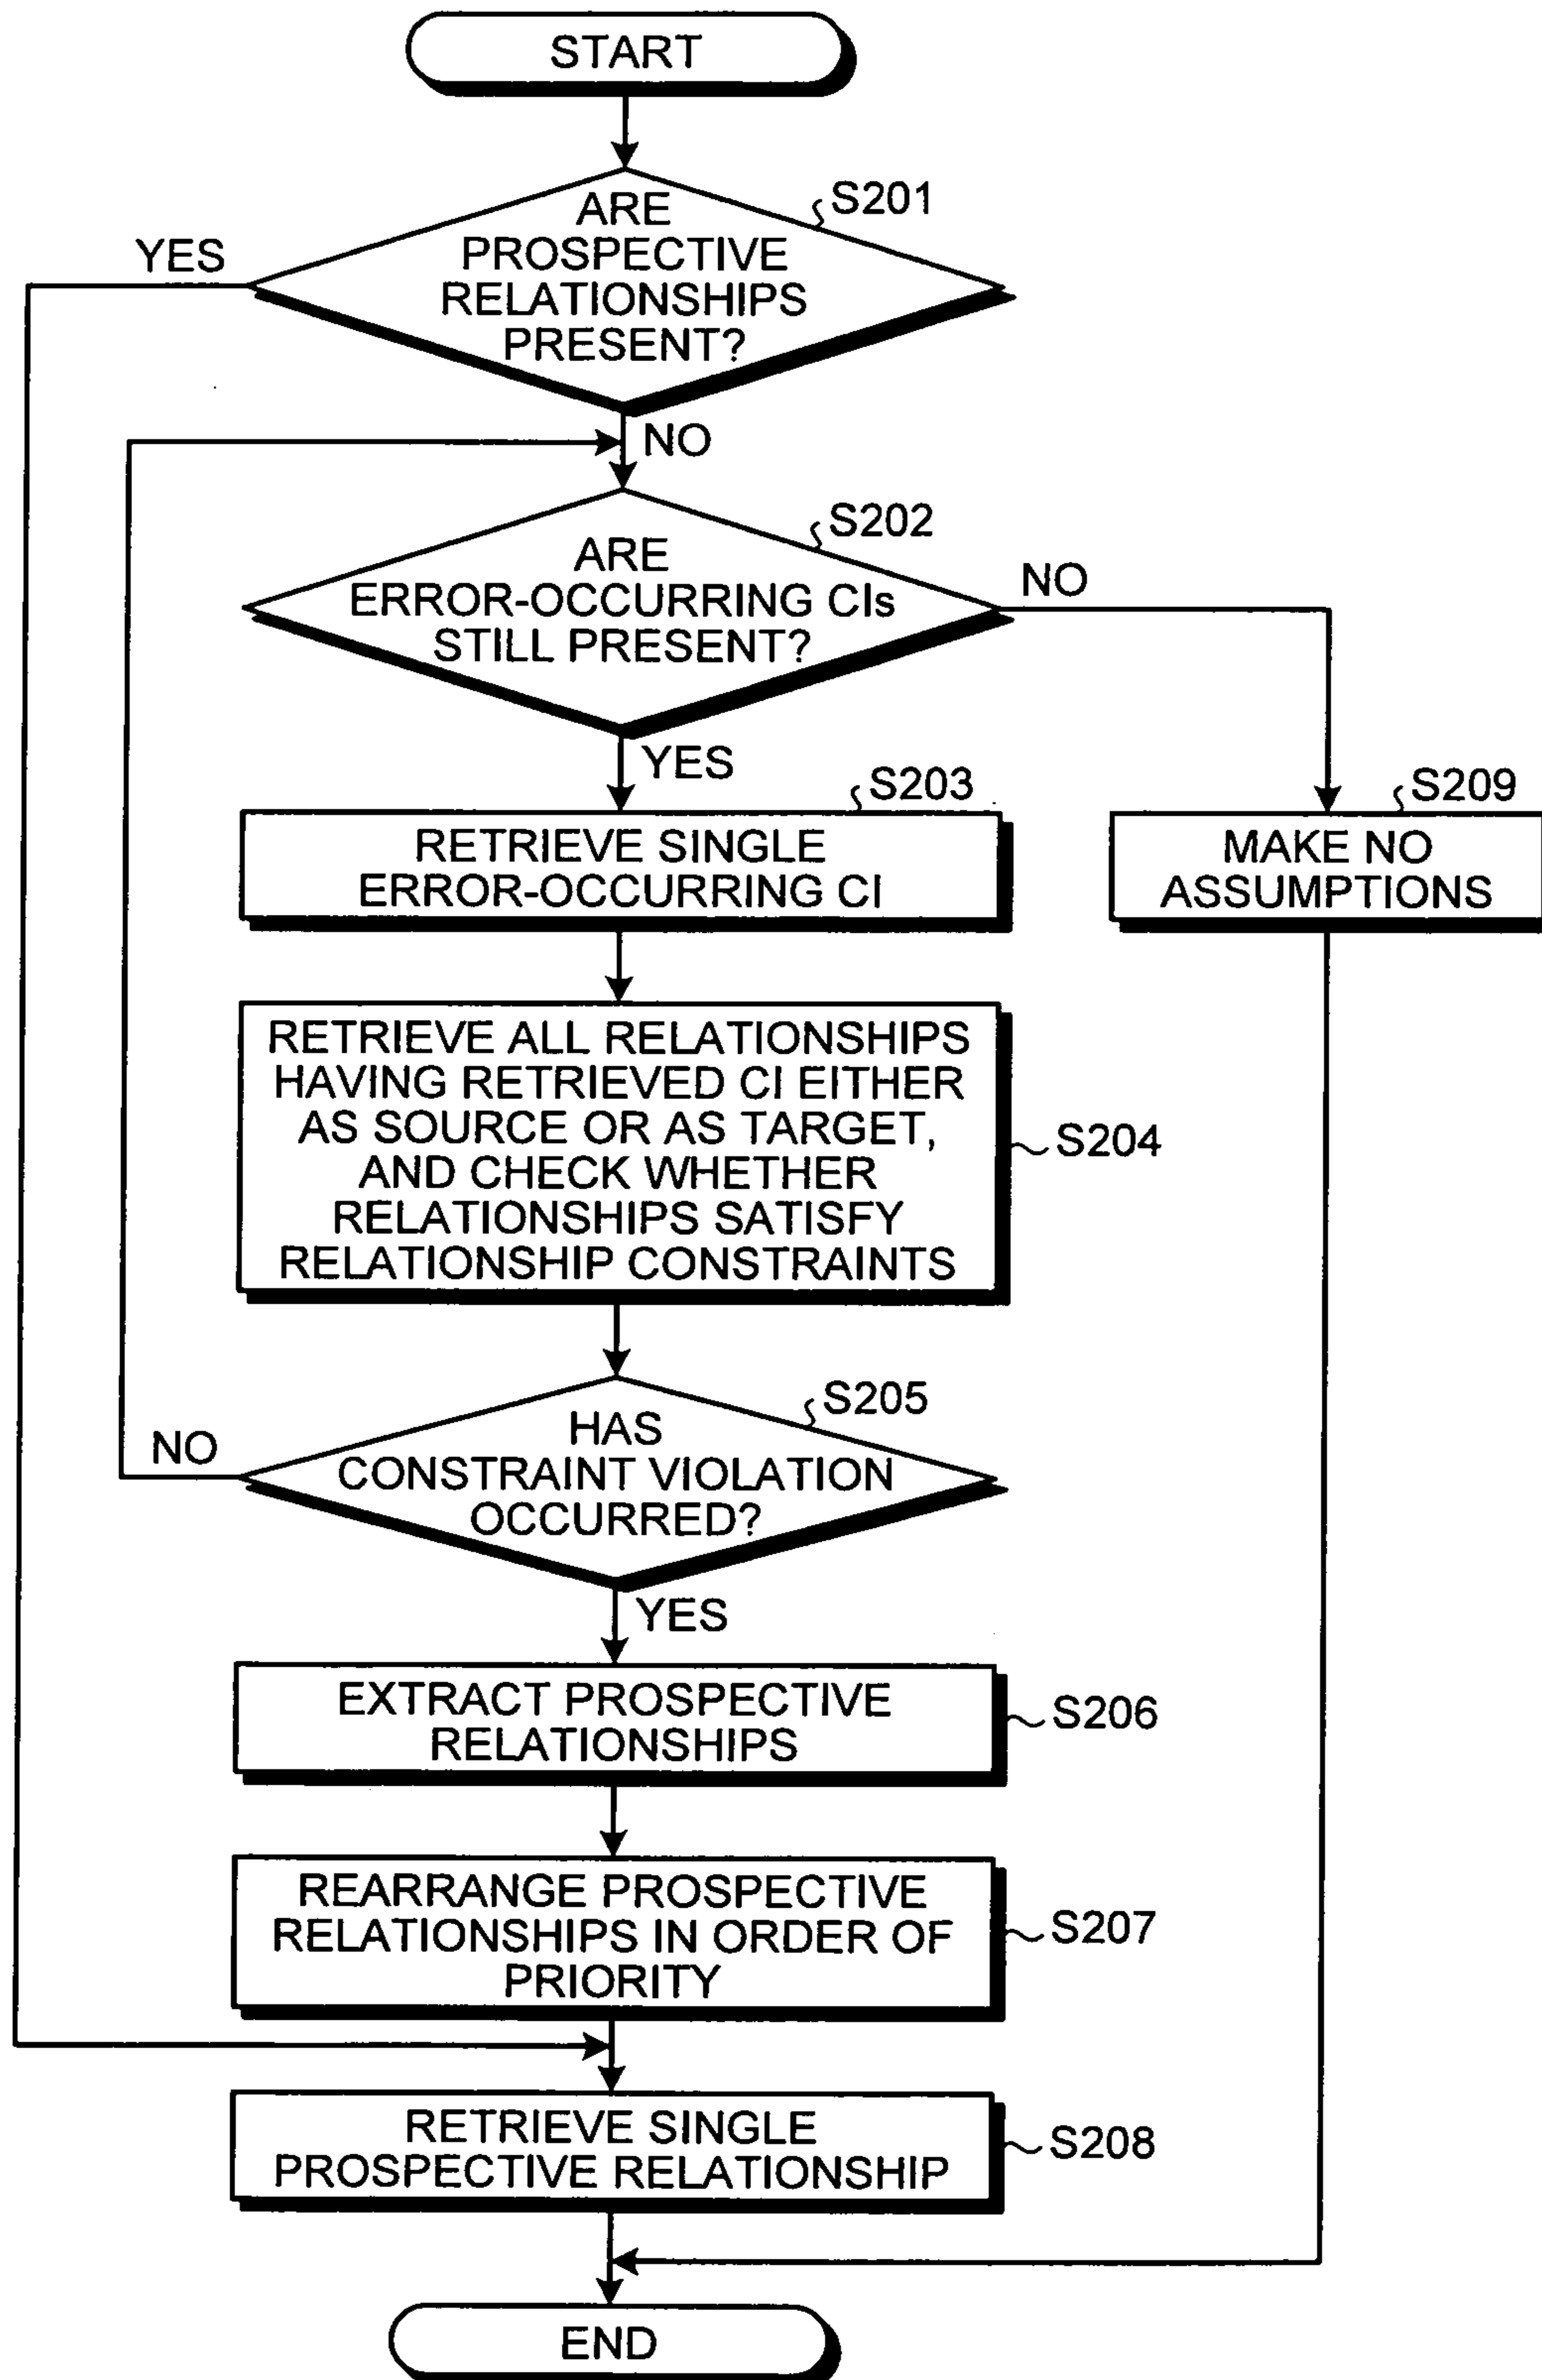 START
S201
ARE
PROSPECTIVE
RELATIONSHIPS
PRESENT?
YES
NO
S202
ARE
ERROR-OCCURRING CIs
STILL PRESENT?
NO
YES
S203
RETRIEVE SINGLE
ERROR-OCCURRING CI
S209
MAKE NO
ASSUMPTIONS
RETRIEVE ALL RELATIONSHIPS
HAVING RETRIEVED CI EITHER
AS SOURCE OR AS TARGET,
AND CHECK WHETHER
RELATIONSHIPS SATISFY
RELATIONSHIP CONSTRAINTS
S204
S205
HAS
CONSTRAINT VIOLATION
OCCURRED?
NO
YES
EXTRACT PROSPECTIVE
RELATIONSHIPS
S206
REARRANGE PROSPECTIVE
RELATIONSHIPS IN ORDER OF
PRIORITY
S207
RETRIEVE SINGLE
PROSPECTIVE RELATIONSHIP
S208
END